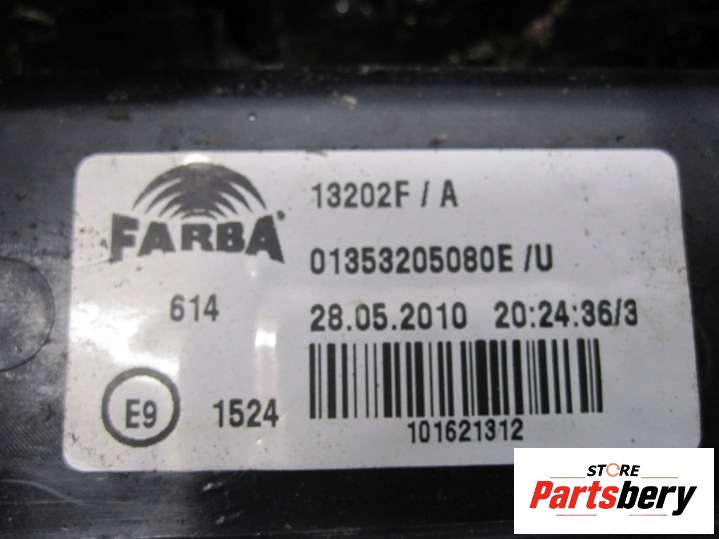 FARBA
13202F / A
01353205080E /U
614
28.05.2010 20:24:36/3
E9
1524
101621312
STORE
Partsbery